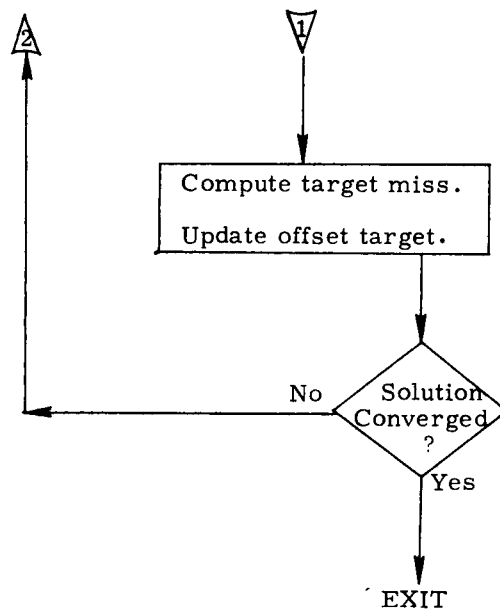 2
1
Compute target miss.
Update offset target.
No
Solution
Converged
?
Yes
EXIT